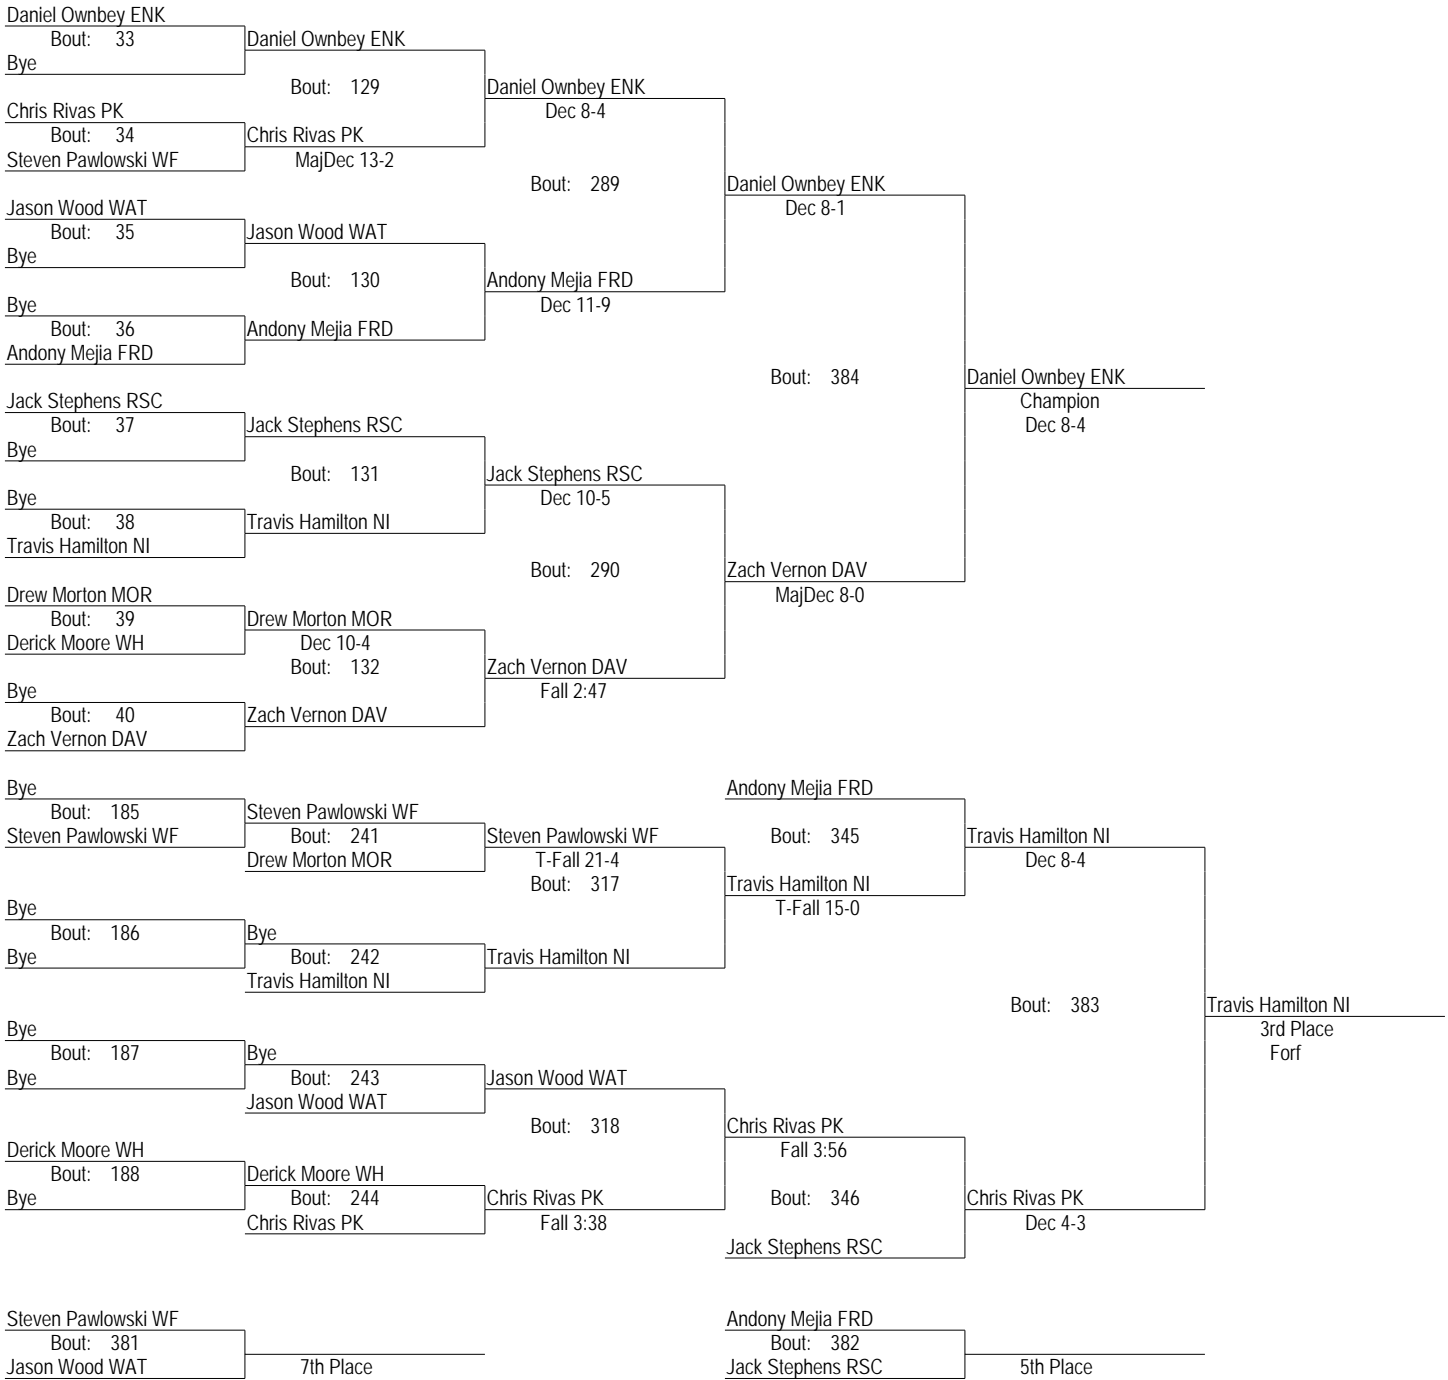 Daniel Ownbey ENK
Bout: 33
Daniel Ownbey ENK
Bye
Bout: 129
Daniel Ownbey ENK
Dec 8-4
Chris Rivas PK
Bout: 34
Chris Rivas PK
Steven Pawlowski WF
MajDec 13-2
Bout: 289
Daniel Ownbey ENK
Dec 8-1
Jason Wood WAT
Bout: 35
Jason Wood WAT
Bye
Bout: 130
Andony Mejia FRD
Dec 11-9
Bye
Bout: 36
Andony Mejia FRD
Andony Mejia FRD
Bout: 384
Daniel Ownbey ENK
Champion
Dec 8-4
Jack Stephens RSC
Bout: 37
Jack Stephens RSC
Bye
Bout: 131
Jack Stephens RSC
Dec 10-5
Bye
Bout: 38
Travis Hamilton NI
Travis Hamilton NI
Bout: 290
Zach Vernon DAV
MajDec 8-0
Drew Morton MOR
Bout: 39
Drew Morton MOR
Derick Moore WH
Dec 10-4
Bout: 132
Zach Vernon DAV
Fall 2:47
Bye
Bout: 40
Zach Vernon DAV
Zach Vernon DAV
Bye
Andony Mejia FRD
Bout: 185
Steven Pawlowski WF
Steven Pawlowski WF
Bout: 241
Steven Pawlowski WF
Bout: 345
Travis Hamilton NI
Drew Morton MOR
T-Fall 21-4
Dec 8-4
Bout: 317
Travis Hamilton NI
T-Fall 15-0
Bye
Bout: 186
Bye
Bye
Bout: 242
Travis Hamilton NI
Travis Hamilton NI
Bout: 383
Travis Hamilton NI
3rd Place
Forf
Bye
Bout: 187
Bye
Bye
Bout: 243
Jason Wood WAT
Jason Wood WAT
Bout: 318
Chris Rivas PK
Fall 3:56
Derick Moore WH
Bout: 188
Derick Moore WH
Bye
Bout: 244
Chris Rivas PK
Bout: 346
Chris Rivas PK
Chris Rivas PK
Fall 3:38
Dec 4-3
Jack Stephens RSC
Steven Pawlowski WF
Bout: 381
Jason Wood WAT
7th Place
Andony Mejia FRD
Bout: 382
Jack Stephens RSC
5th Place